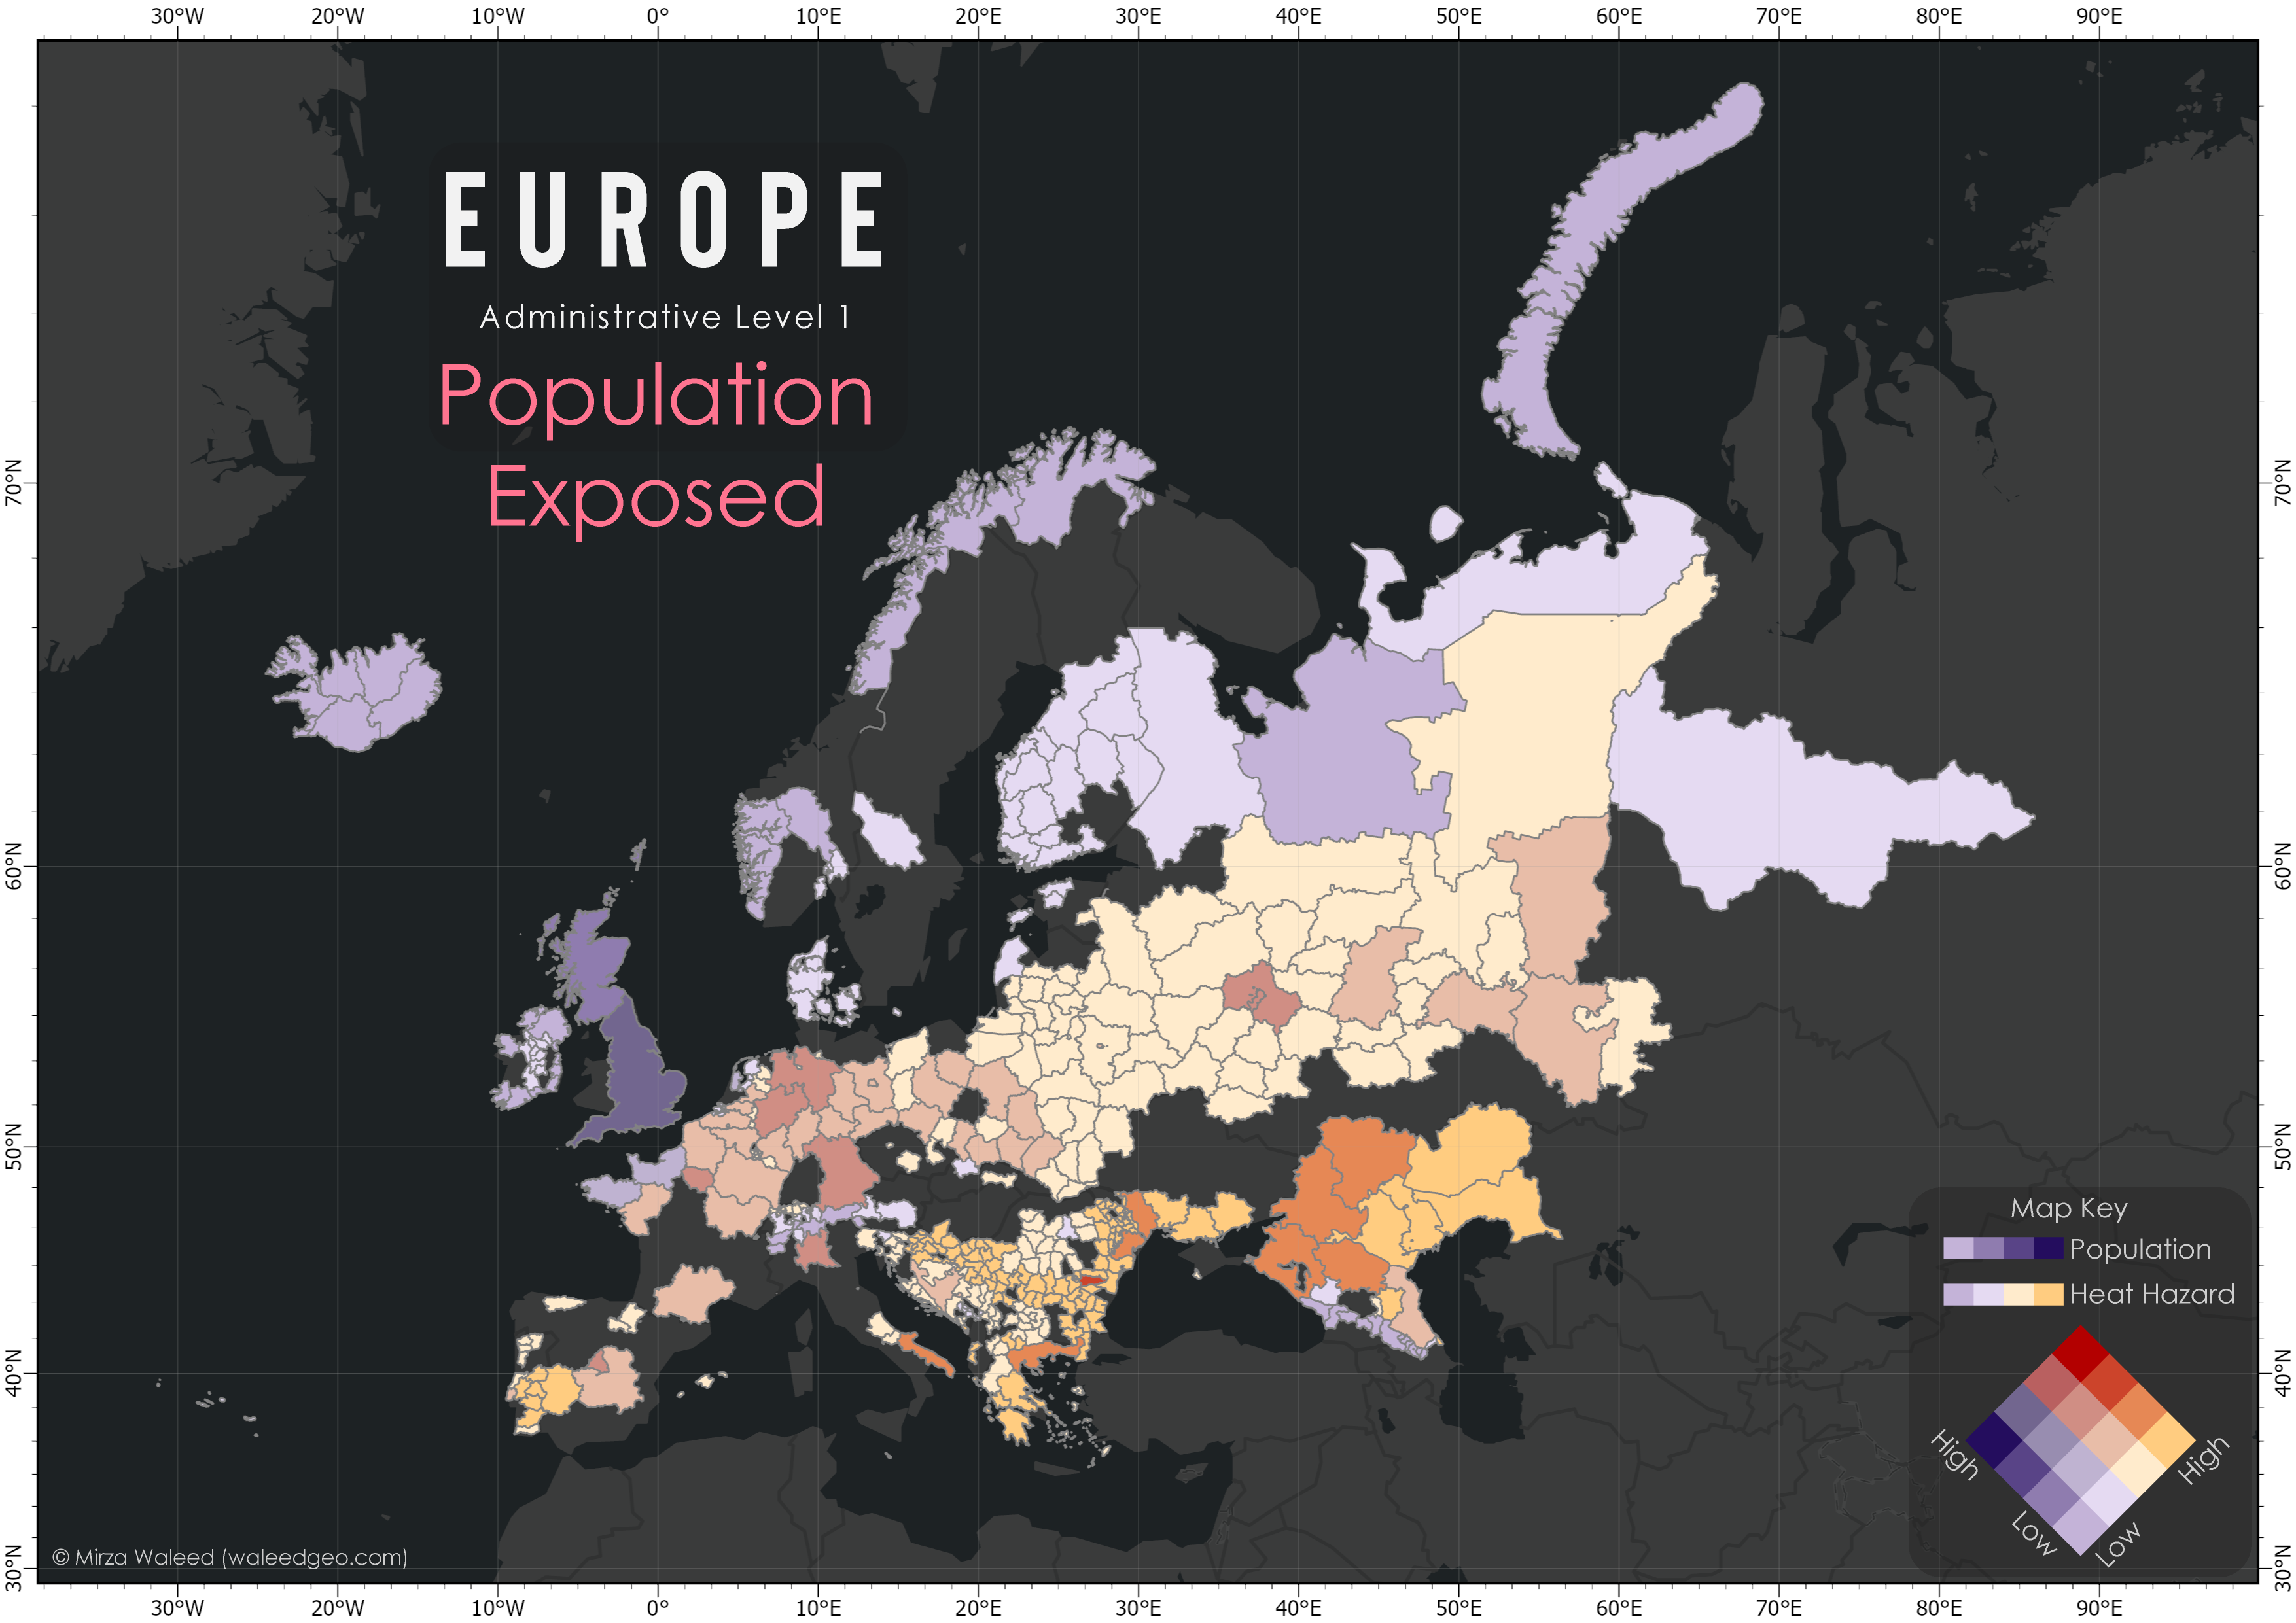 30°W 20°W 10°W 0° 10°E 20°E 30°E 40°E 50°E 60°E 70°E 80°E 90°E
EUROPE
Administrative Level 1
Population
Exposed
70°N 70°N
60°N 60°N
50°N 50°N
Map Key
Population
Heat Hazard
40°N 40°N
High High
Low Low
© Mirza Waleed (waleedgeo.com)
30°N 30°N
30°W 20°W 10°W 0° 10°E 20°E 30°E 40°E 50°E 60°E 70°E 80°E 90°E